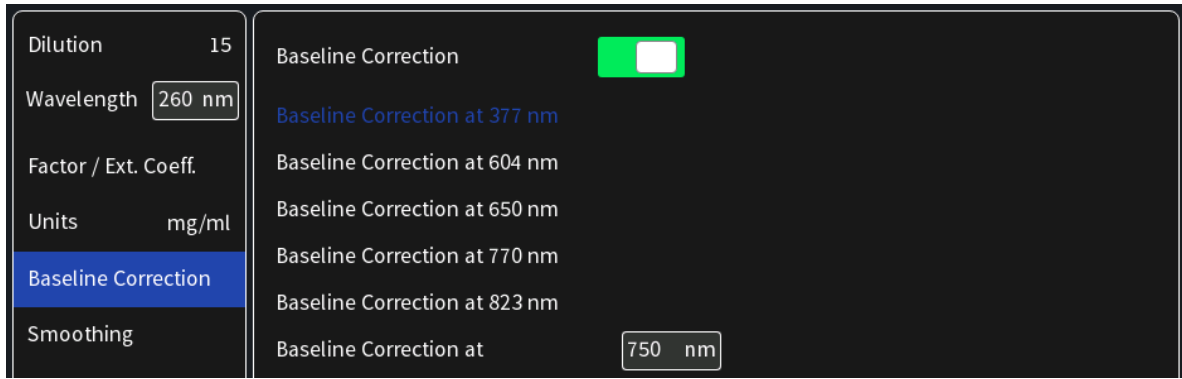 Dilution 15
Wavelength 260 nm
Factor / Ext. Coeff.
Units mg/ml
Baseline Correction
Smoothing
Baseline Correction
Baseline Correction at 377 nm
Baseline Correction at 604 nm
Baseline Correction at 650 nm
Baseline Correction at 770 nm
Baseline Correction at 823 nm
Baseline Correction at 750 nm